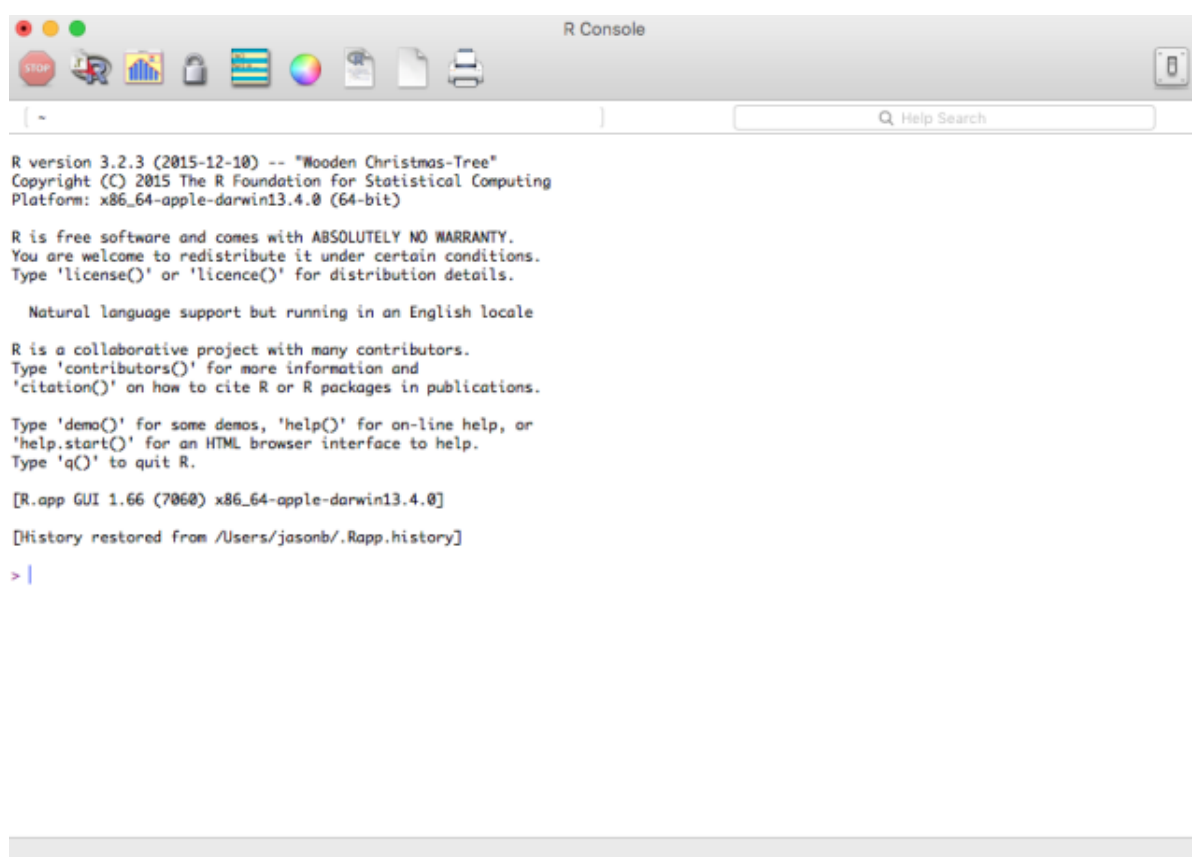 R Console
STOP
~
Help Search
R version 3.2.3 (2015-12-10) -- "Wooden Christmas-Tree"
Copyright (C) 2015 The R Foundation for Statistical Computing
Platform: x86_64-apple-darwin13.4.0 (64-bit)
R is free software and comes with ABSOLUTELY NO WARRANTY.
You are welcome to redistribute it under certain conditions.
Type 'license()' or 'licence()' for distribution details.
Natural language support but running in an English locale
R is a collaborative project with many contributors.
Type 'contributors()' for more information and
'citation()' on how to cite R or R packages in publications.
Type 'demo()' for some demos, 'help()' for on-line help, or
'help.start()' for an HTML browser interface to help.
Type 'q()' to quit R.
[R.app GUI 1.66 (7060) x86_64-apple-darwin13.4.0]
[History restored from /Users/jasonb/.Rapp.history]
>